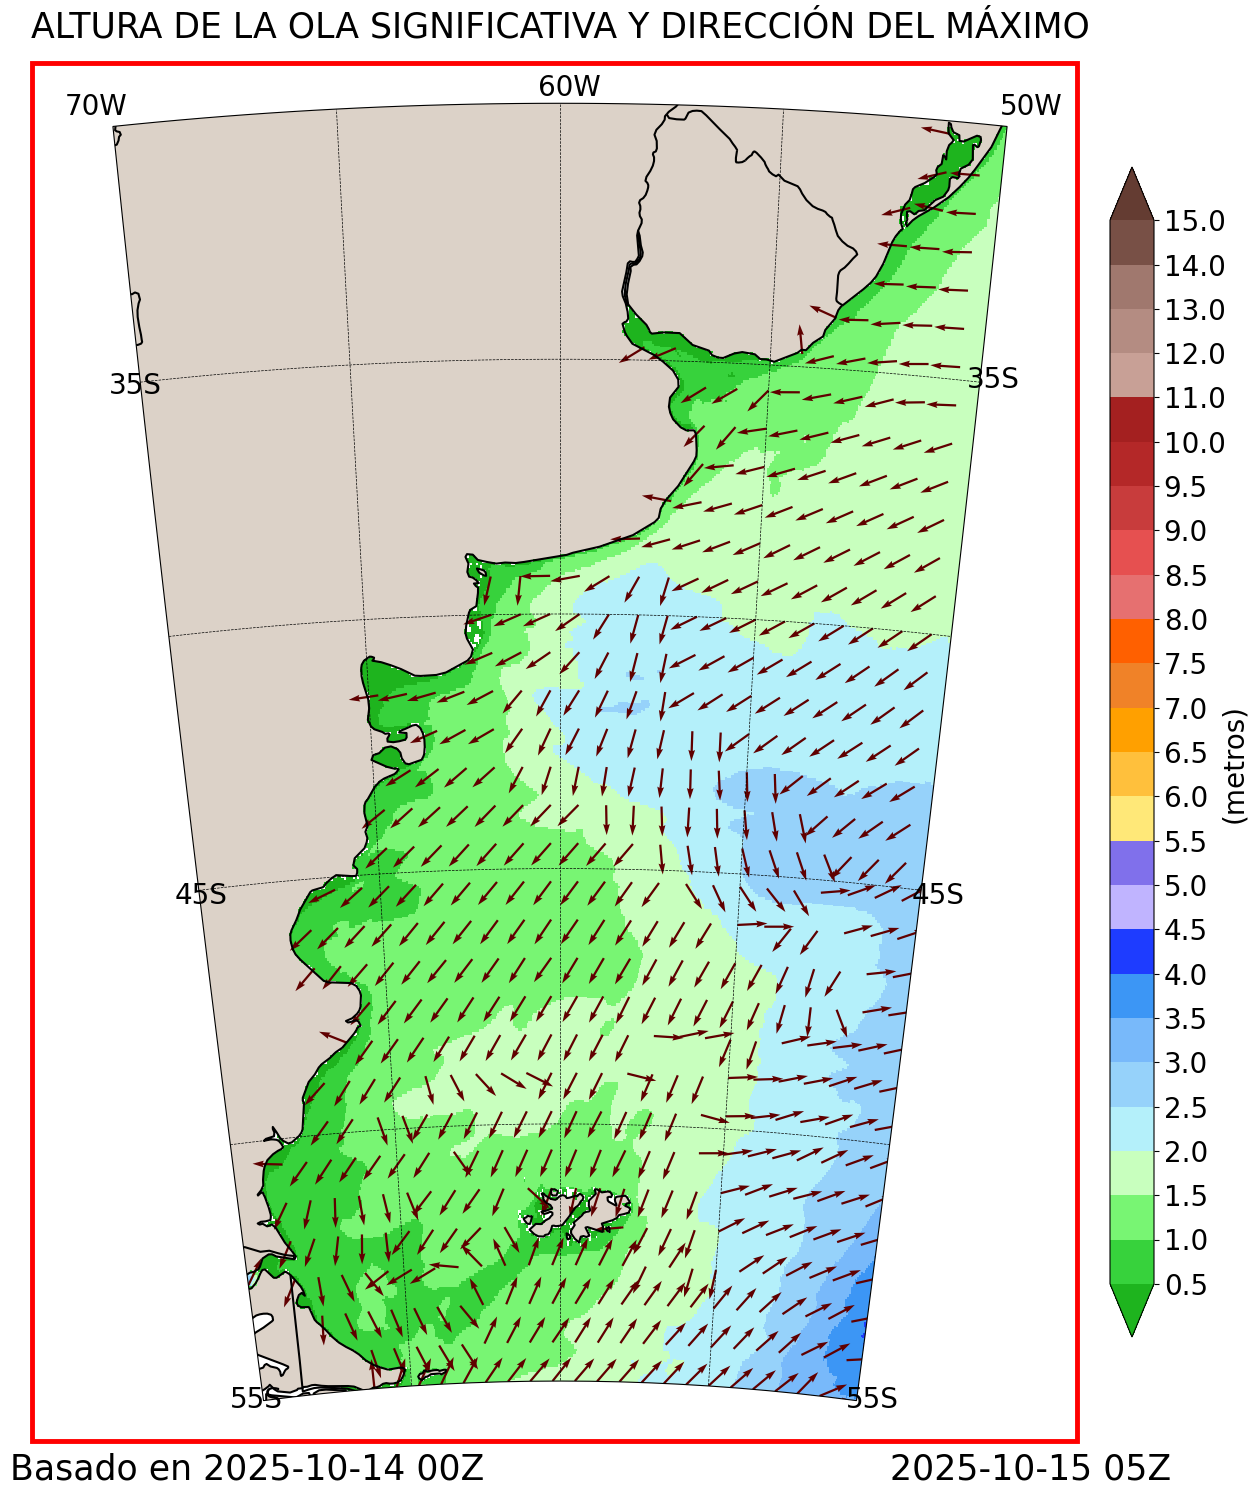 ALTURA DE LA OLA SIGNIFICATIVA Y DIRECCIÓN DEL MÁXIMO
70W
60W
50W
35S
35S
45S
45S
55S
55S
15.0
14.0
13.0
12.0
11.0
10.0
9.5
9.0
8.5
8.0
7.5
7.0
6.5
6.0
5.5
5.0
4.5
4.0
3.5
3.0
2.5
2.0
1.5
1.0
0.5
(metros)
Basado en 2025-10-14 00Z
2025-10-15 05Z